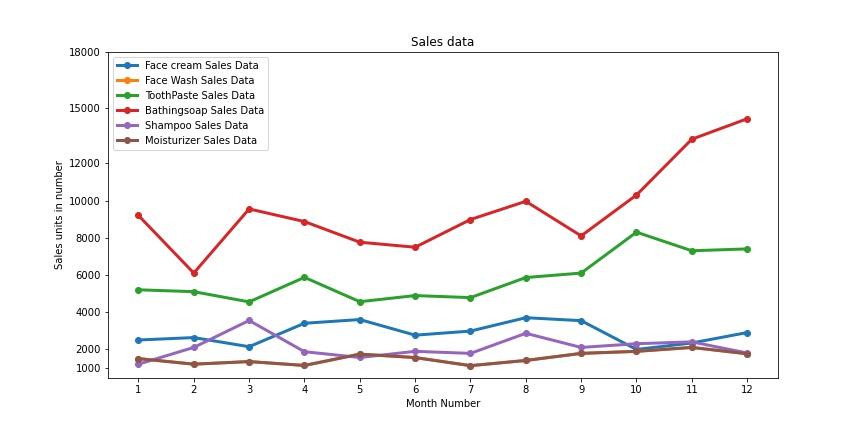 Sales data
18000
15000
12000
10000
8000
6000
4000
2000
1000
Sales units in number
Face cream Sales Data
Face Wash Sales Data
ToothPaste Sales Data
Bathingsoap Sales Data
Shampoo Sales Data
Moisturizer Sales Data
1 2 3 4 5 6 7 8 9 10 11 12
Month Number